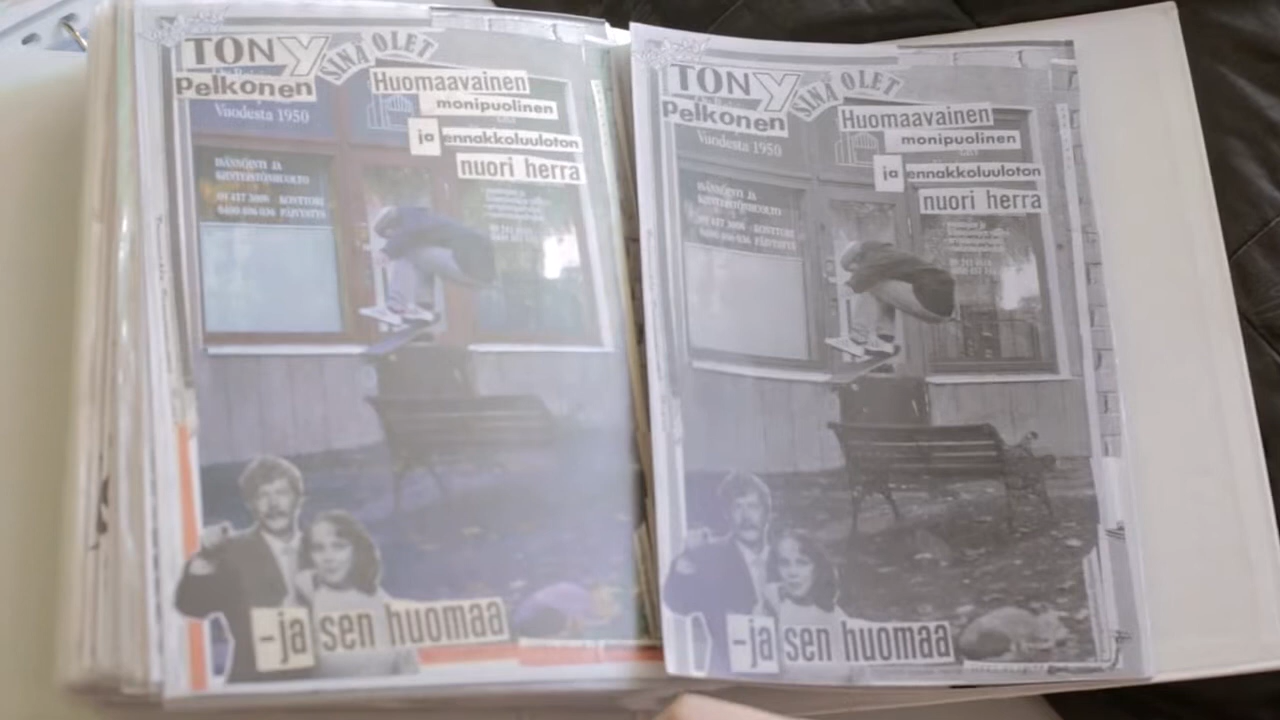 TONY SINÄ OLET
Pelkonen
Huomaavainen
monipuolinen
ja ennakkoluuloton
nuori herra
Vuodesta 1950
-ja sen huomaa
TONY SINÄ OLET
Pelkonen
Huomaavainen
monipuolinen
ja ennakkoluuloton
nuori herra
Vuodesta 1950
-ja sen huomaa